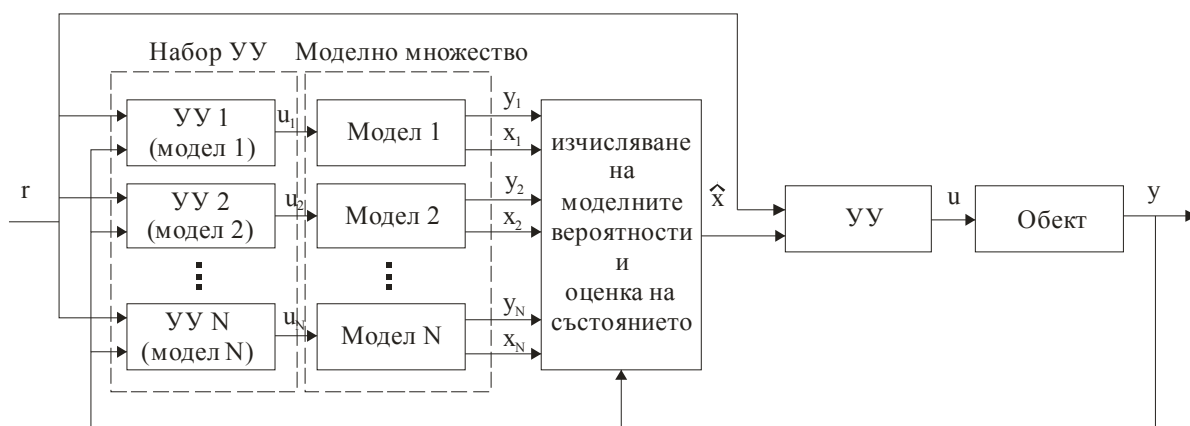 Набор УУ
Моделно множество
r
УУ 1
(модел 1)
u1
Модел 1
y1
x1
УУ 2
(модел 2)
u2
Модел 2
y2
x2
УУ N
(модел N)
uN
Модел N
yN
xN
изчисляване
на
моделните
вероятности
и
оценка на
състоянието
x̂
УУ
u
Обект
y